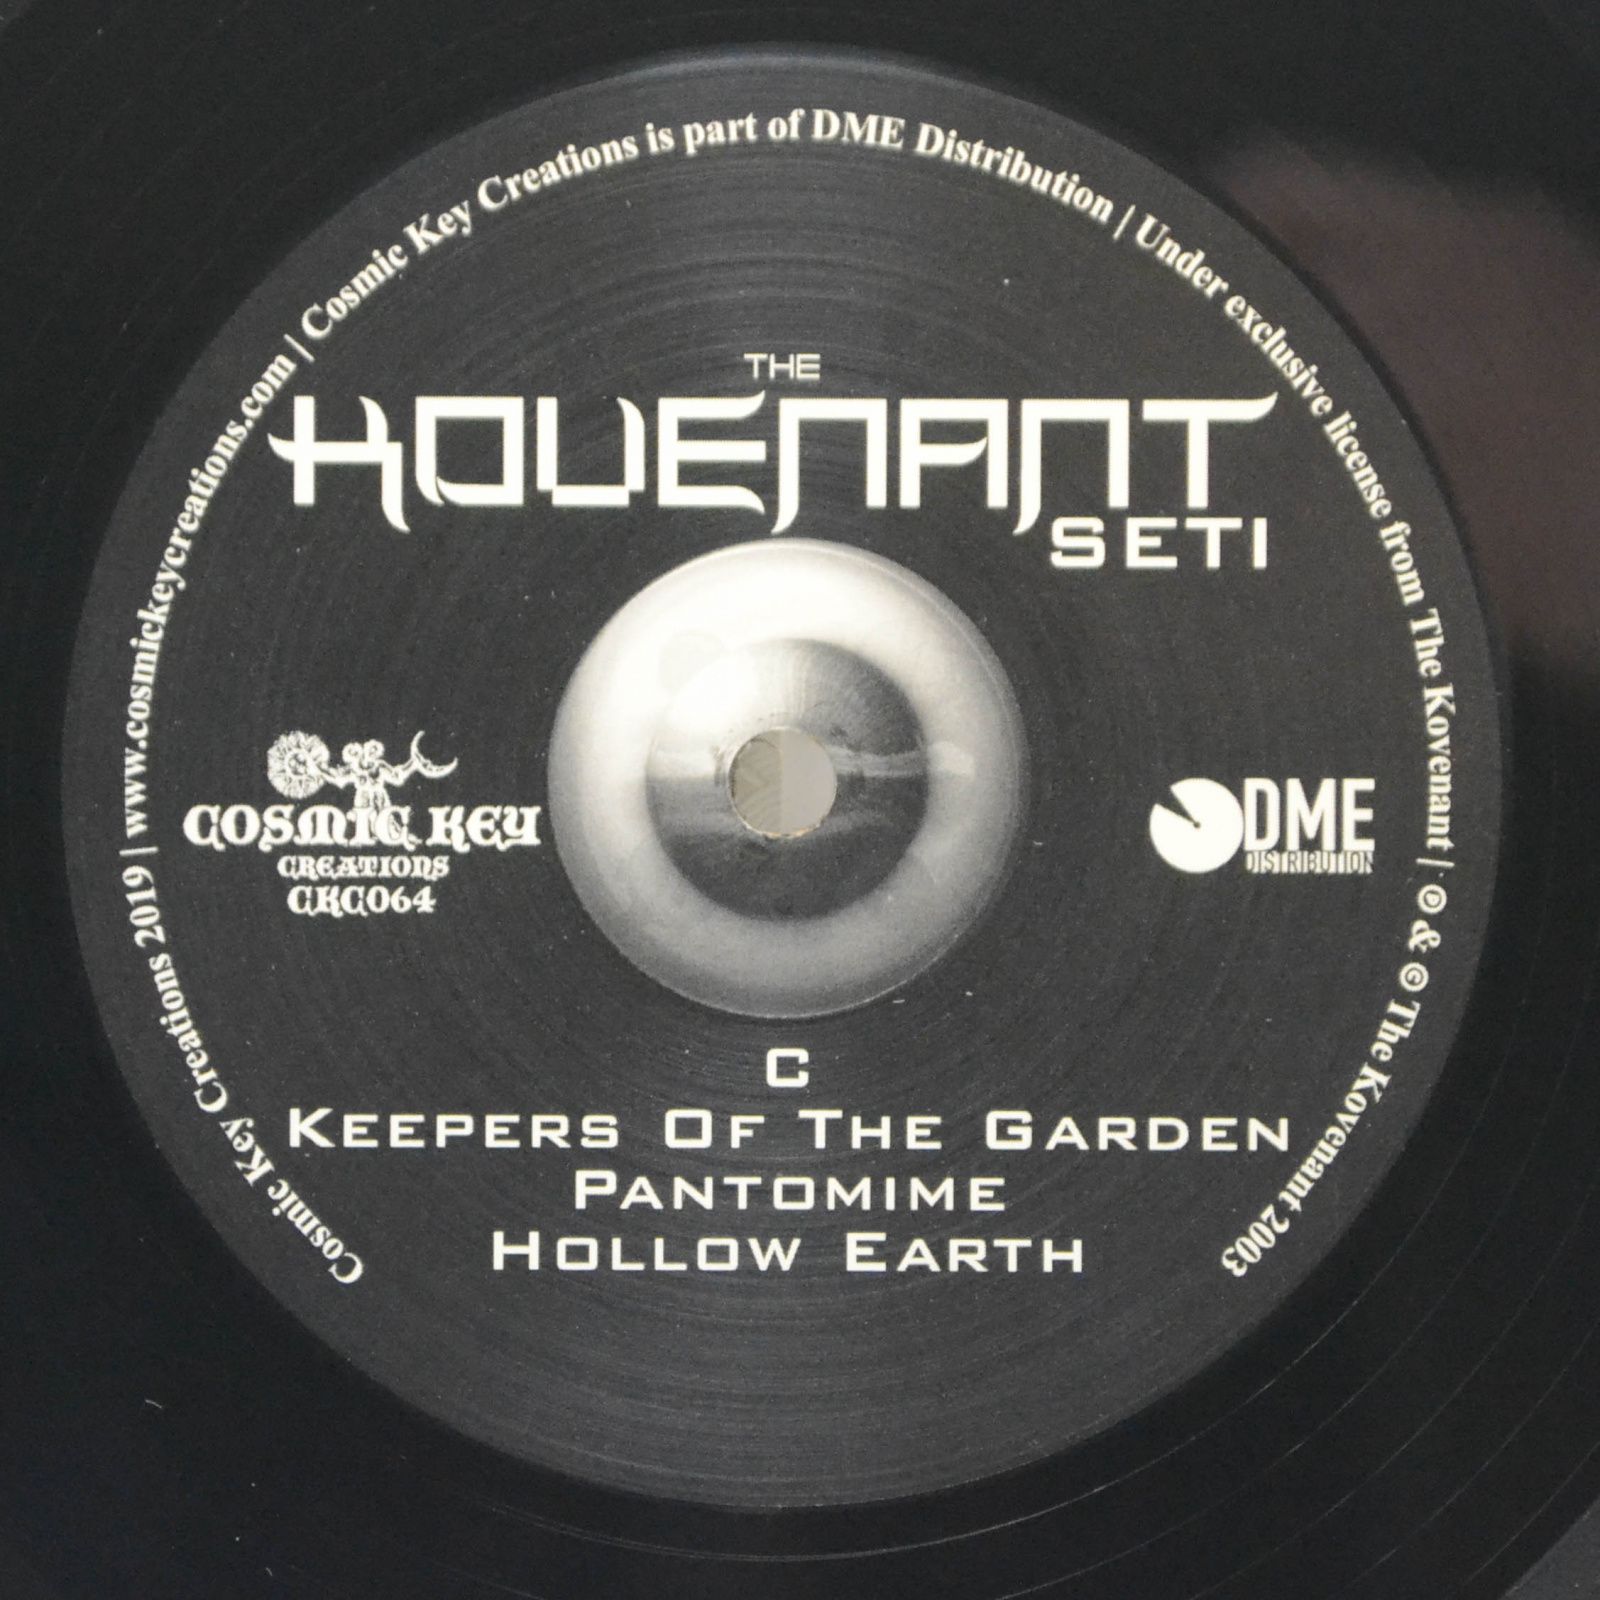 Cosmic Key Creations 2019 | www.cosmickeycreations.com | Cosmic Key Creations is part of DME Distribution | Under exclusive license from The Kovenant | ℗ & © The Kovenant 2003
THE
KOVENANT
SETI
COSMIC KEY
CREATIONS
CKC064
DME
DISTRIBUTION
C
KEEPERS OF THE GARDEN
PANTOMIME
HOLLOW EARTH